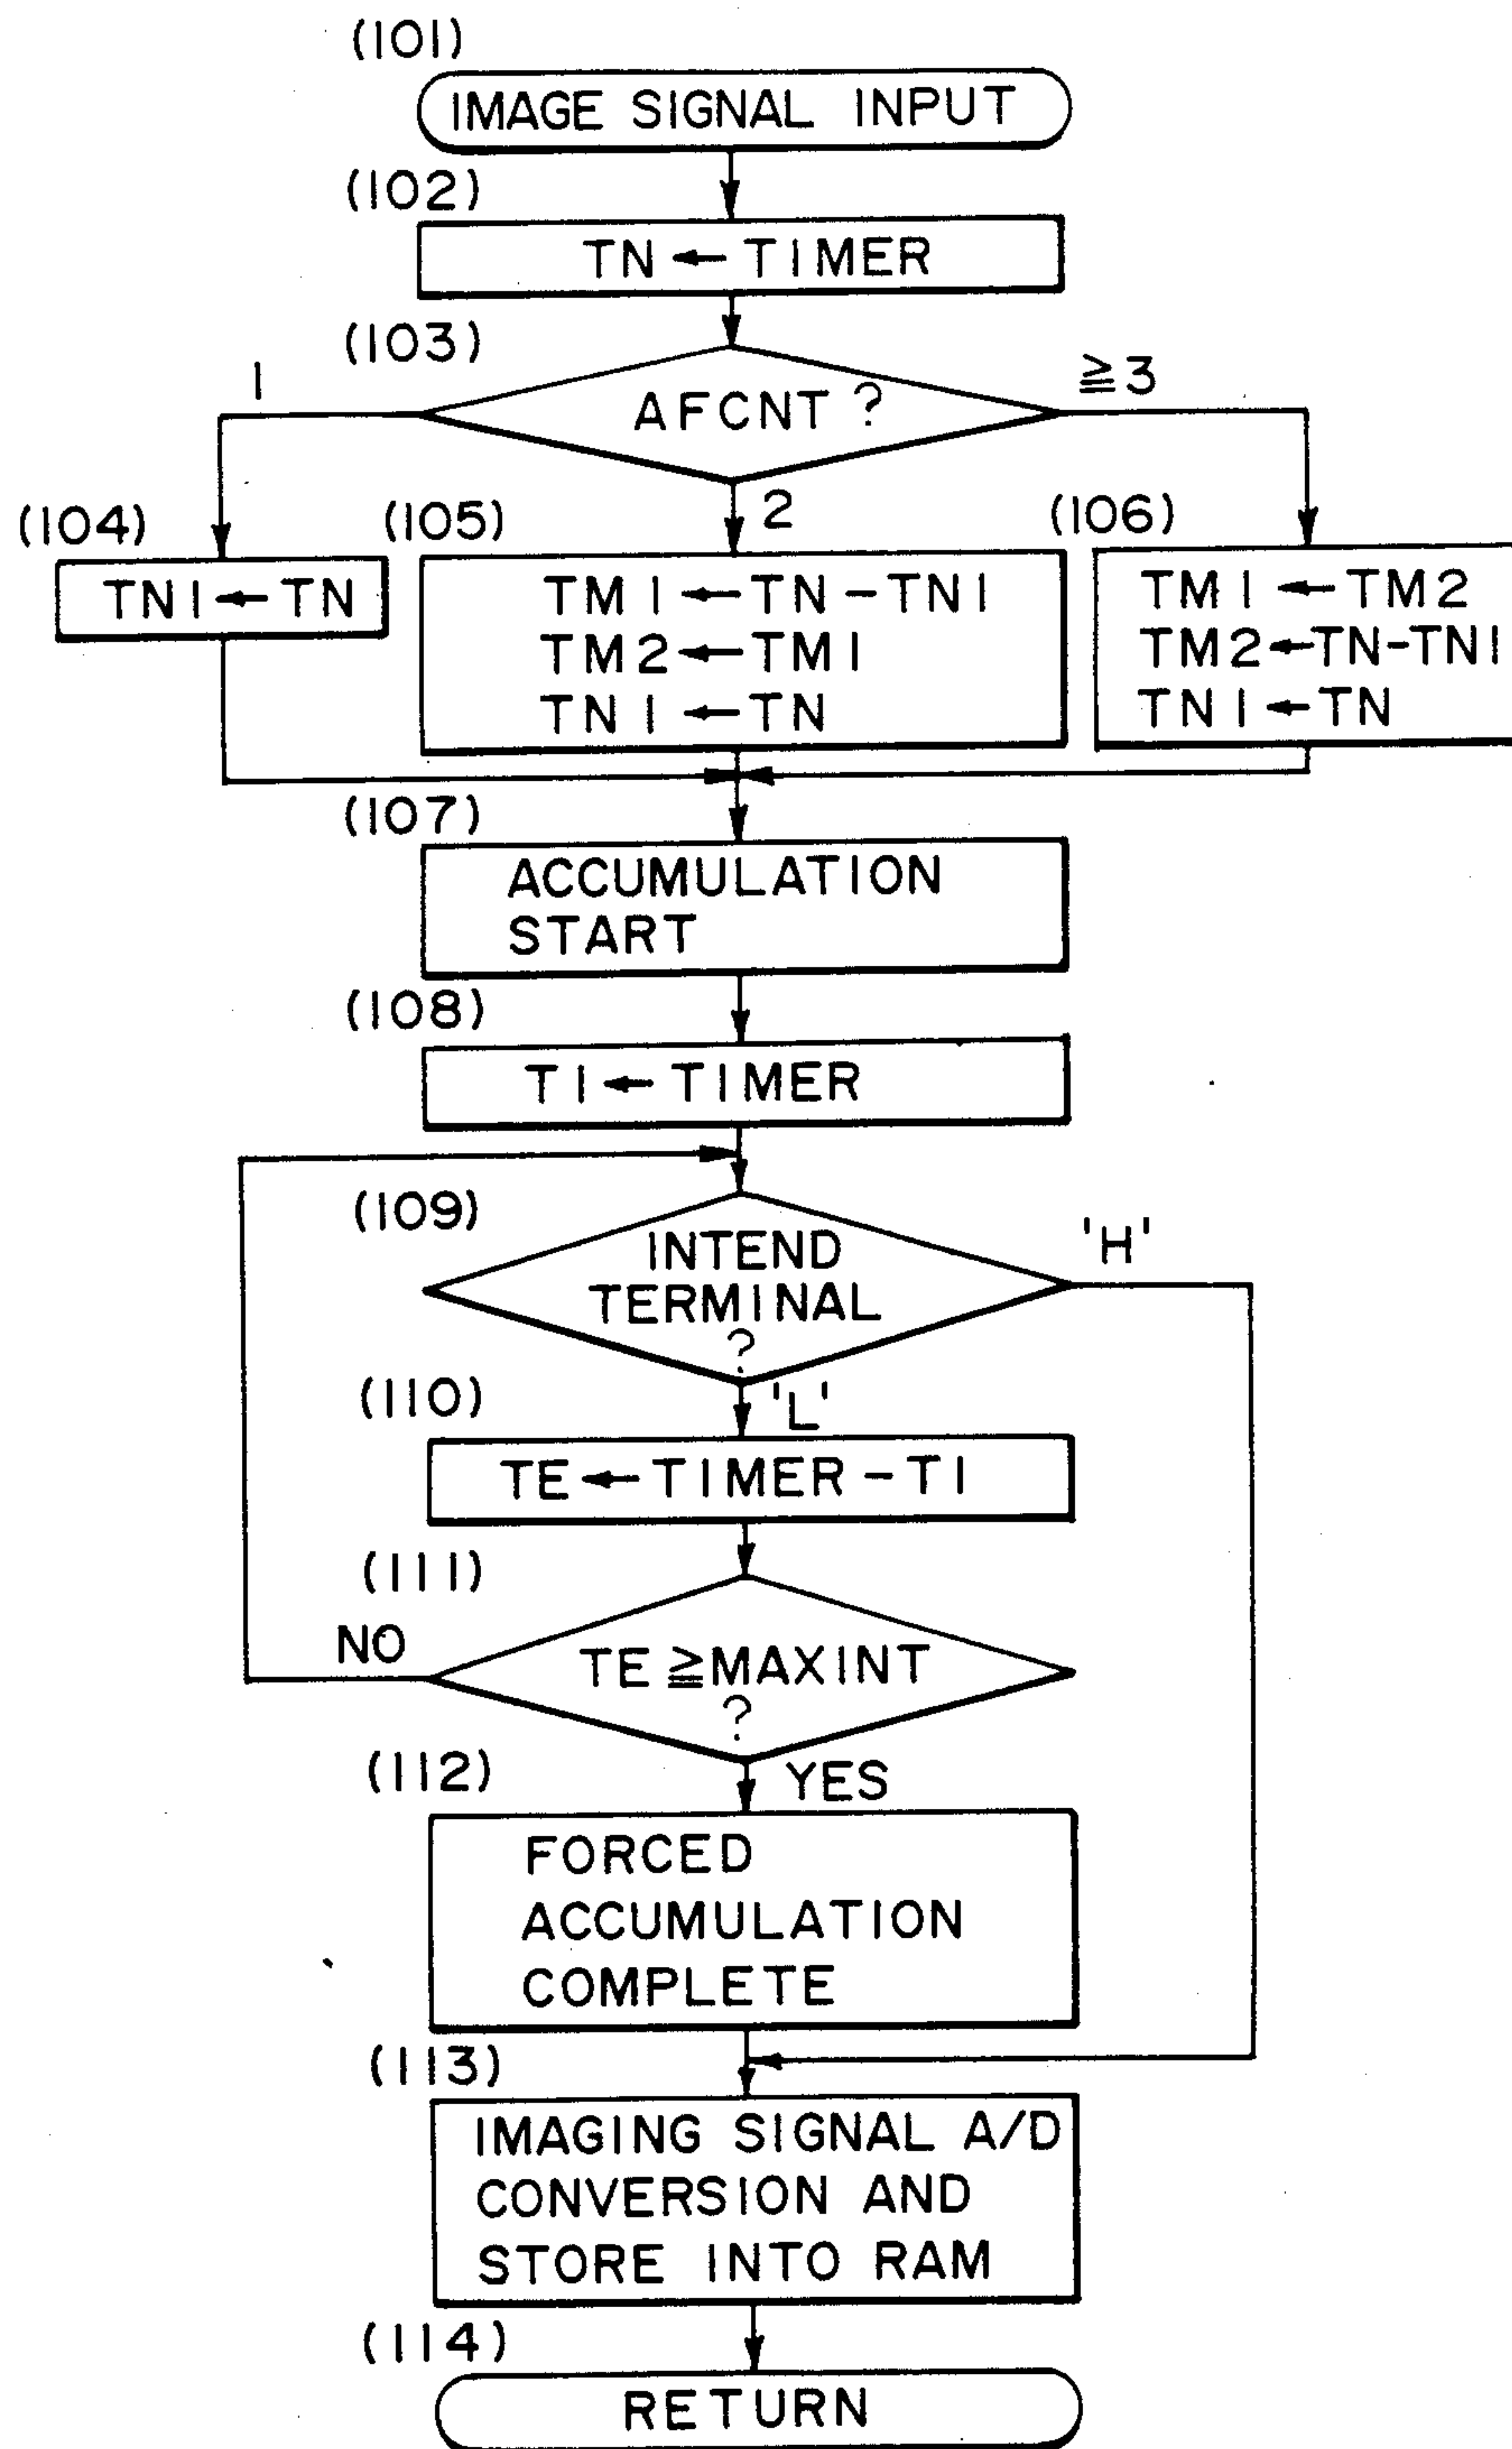 (101)
IMAGE SIGNAL INPUT
(102)
TN ← TIMER
(103)
AFCNT ?
1
≧3
2
(104)
TN1 ← TN
(105)
TM1 ← TN - TN1
TM2 ← TM1
TN1 ← TN
(106)
TM1 ← TM2
TM2 ← TN-TN1
TN1 ← TN
(107)
ACCUMULATION
START
(108)
T1 ← TIMER
(109)
INTEND
TERMINAL
?
'H'
'L'
(110)
TE ← TIMER - T1
(111)
TE ≧ MAXINT
?
NO
YES
(112)
FORCED
ACCUMULATION
COMPLETE
(113)
IMAGING SIGNAL A/D
CONVERSION AND
STORE INTO RAM
(114)
RETURN